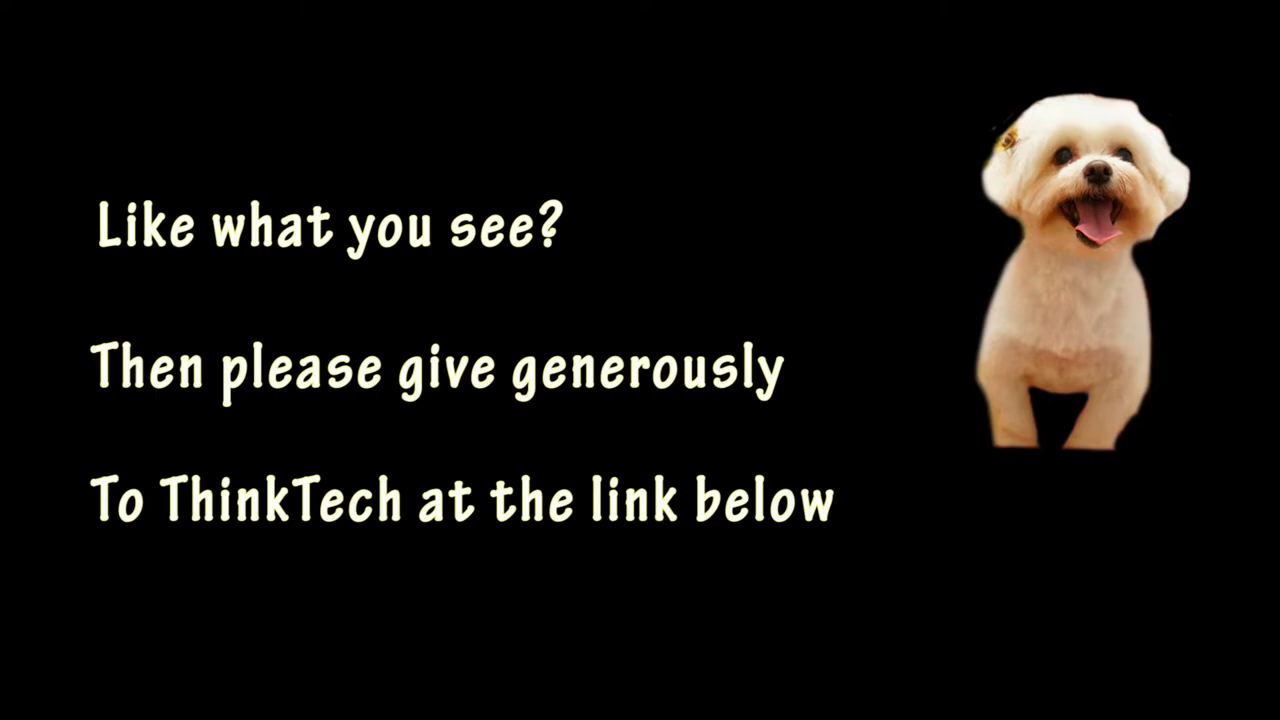 Like what you see?
Then please give generously
To ThinkTech at the link below